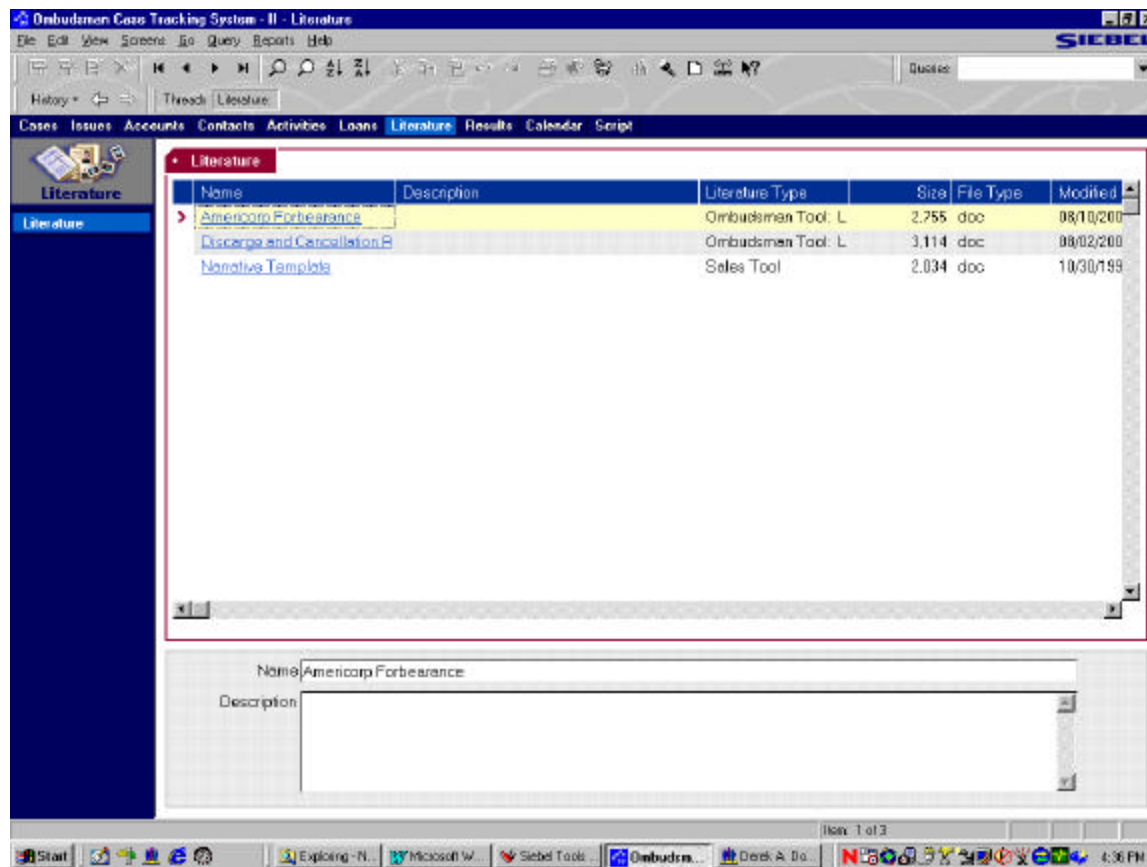 Ombudsman Case Tracking System - II - Literature
File Edit View Screens Go Query Reports Help
SIEBEL
Queries:
History Thread: Literature:
Cases Issues Accounts Contacts Activities Loans Literature Results Calendar Script
Literature
Literature
Literature
Name Description Literature Type Size File Type Modified
Americorp Forbearance Ombudsman Tool: L 2,755 doc 08/10/200
Discarge and Cancellation R Ombudsman Tool: L 3,114 doc 08/02/200
Narrative Template Sales Tool 2,034 doc 10/30/199
Name Americorp Forbearance
Description
Item: 1 of 3
Start Exploring - N... Microsoft W... Siebel Tools ... Ombudsm... Derek A. Do... 4:36 PM